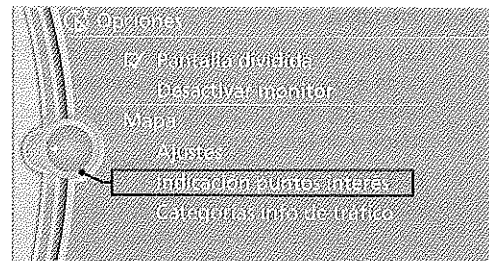 Opciones
Pantalla dividida
Desactivar monitor
Mapa
Ajustes
Indicación puntos interés
Categorías info de tráfico